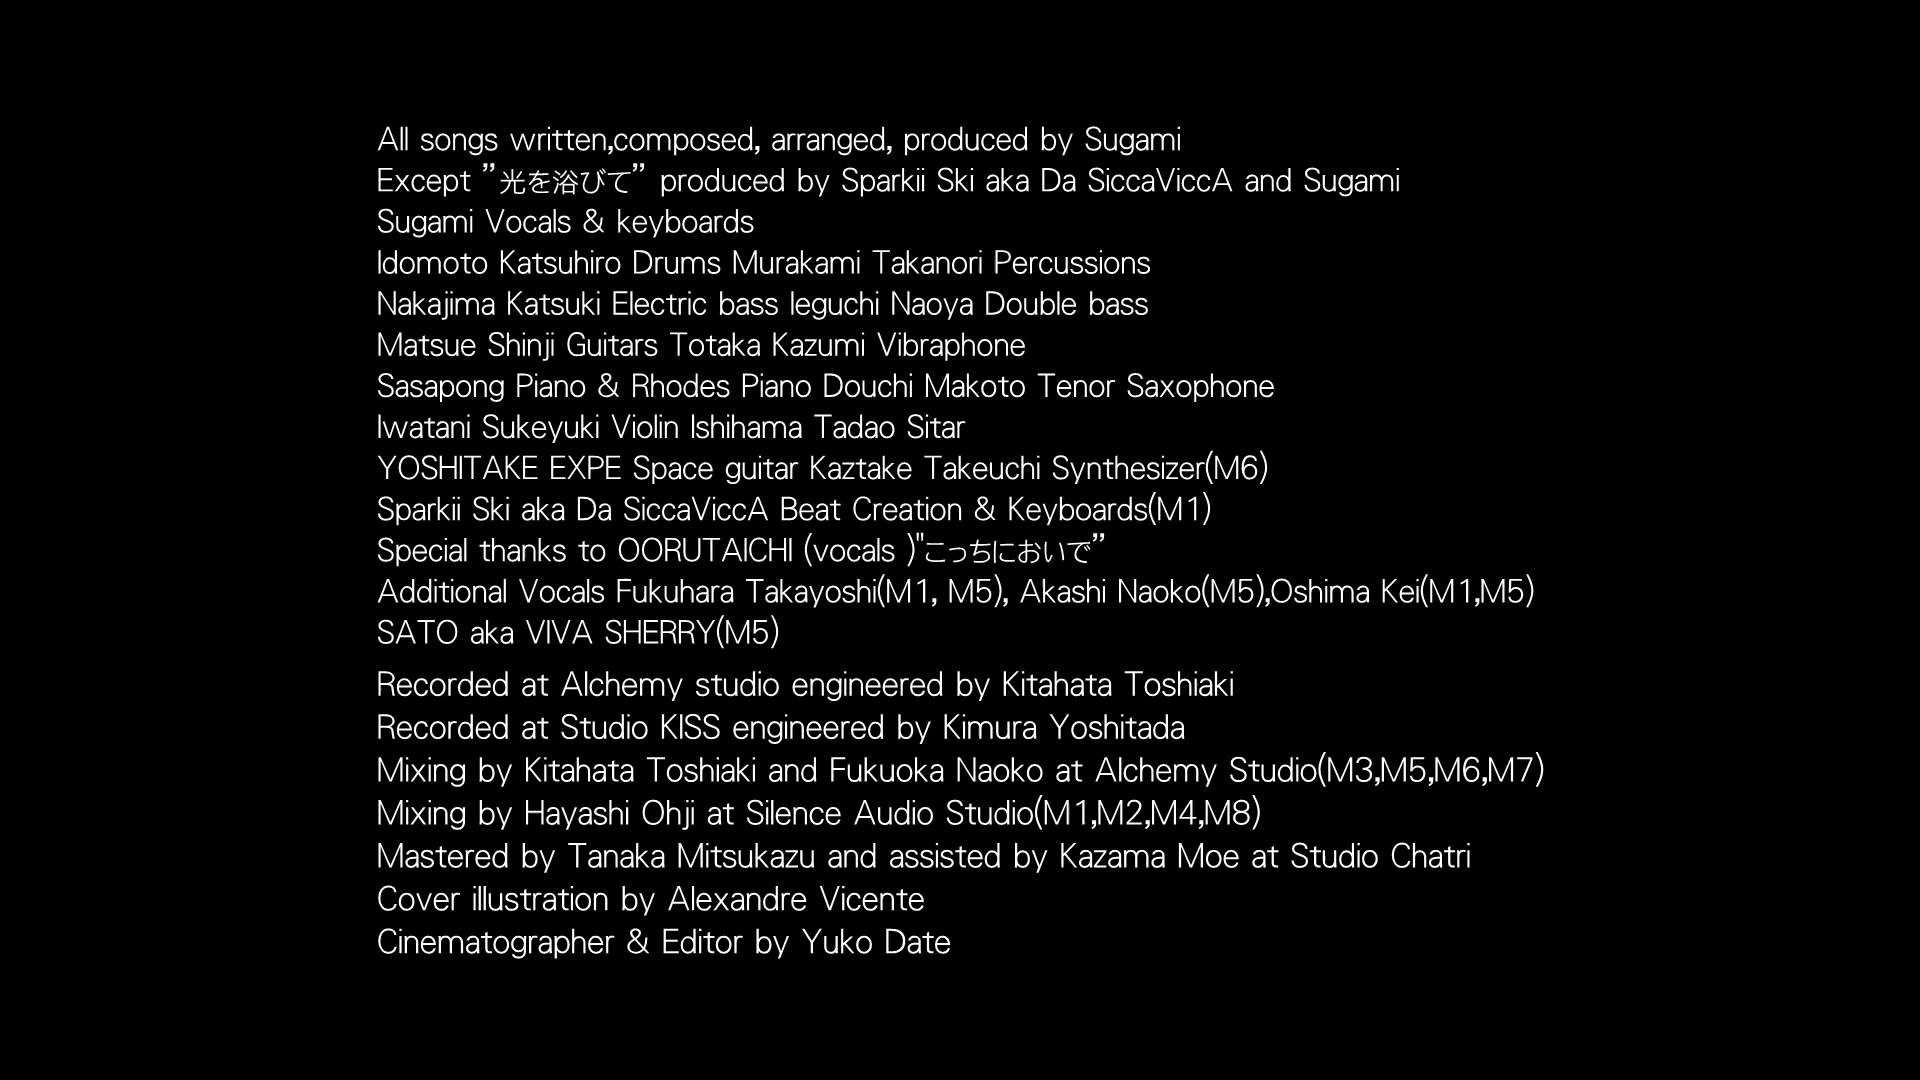 All songs written,composed, arranged, produced by Sugami
Except ”光を浴びて” produced by Sparkii Ski aka Da SiccaViccA and Sugami
Sugami Vocals & keyboards
Idomoto Katsuhiro Drums Murakami Takanori Percussions
Nakajima Katsuki Electric bass Ieguchi Naoya Double bass
Matsue Shinji Guitars Totaka Kazumi Vibraphone
Sasapong Piano & Rhodes Piano Douchi Makoto Tenor Saxophone
Iwatani Sukeyuki Violin Ishihama Tadao Sitar
YOSHITAKE EXPE Space guitar Kaztake Takeuchi Synthesizer(M6)
Sparkii Ski aka Da SiccaViccA Beat Creation & Keyboards(M1)
Special thanks to OORUTAICHI (vocals )"こっちにおいで”
Additional Vocals Fukuhara Takayoshi(M1, M5), Akashi Naoko(M5),Oshima Kei(M1,M5)
SATO aka VIVA SHERRY(M5)
Recorded at Alchemy studio engineered by Kitahata Toshiaki
Recorded at Studio KISS engineered by Kimura Yoshitada
Mixing by Kitahata Toshiaki and Fukuoka Naoko at Alchemy Studio(M3,M5,M6,M7)
Mixing by Hayashi Ohji at Silence Audio Studio(M1,M2,M4,M8)
Mastered by Tanaka Mitsukazu and assisted by Kazama Moe at Studio Chatri
Cover illustration by Alexandre Vicente
Cinematographer & Editor by Yuko Date